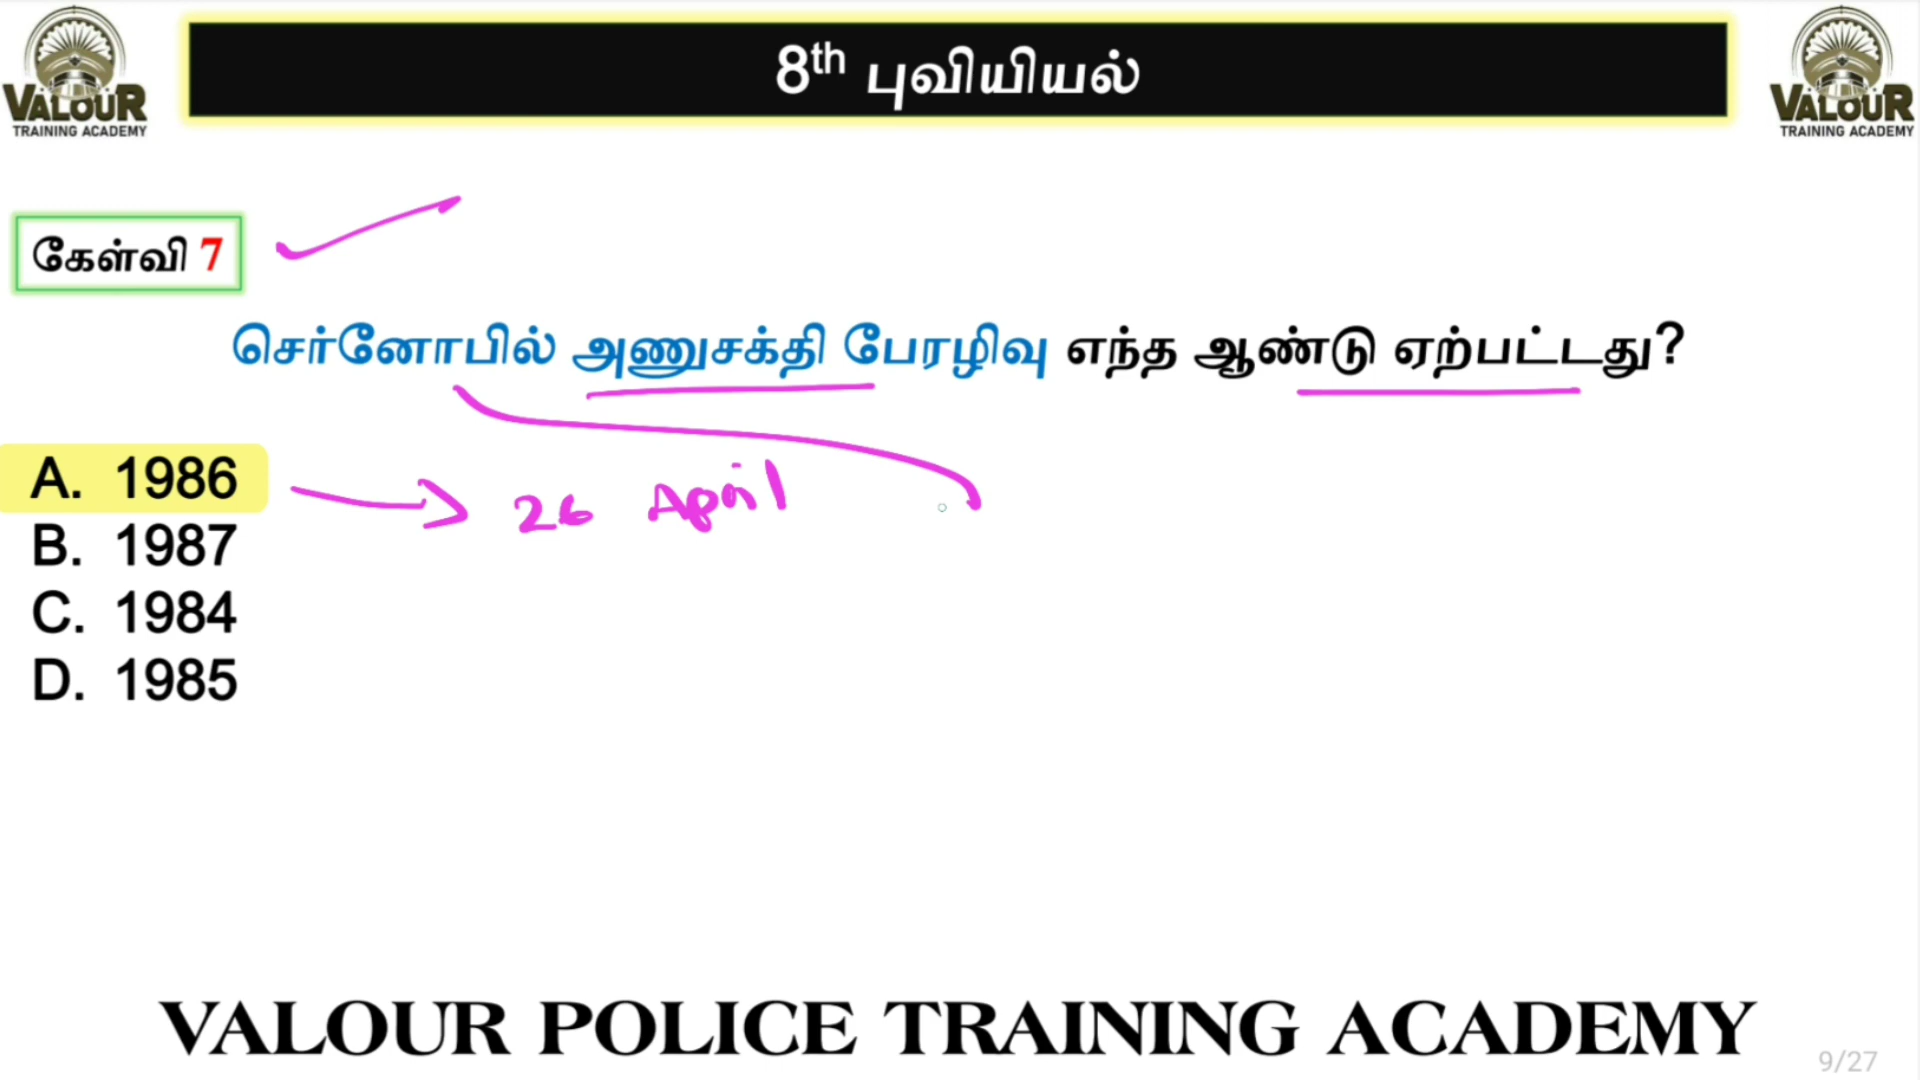 VALOUR
TRAINING ACADEMY
8th புவியியல்
VALOUR
TRAINING ACADEMY
கேள்வி 7
செர்னோபில் அணுசக்தி பேரழிவு எந்த ஆண்டு ஏற்பட்டது?
A. 1986
26 April
B. 1987
C. 1984
D. 1985
VALOUR POLICE TRAINING ACADEMY
9/27